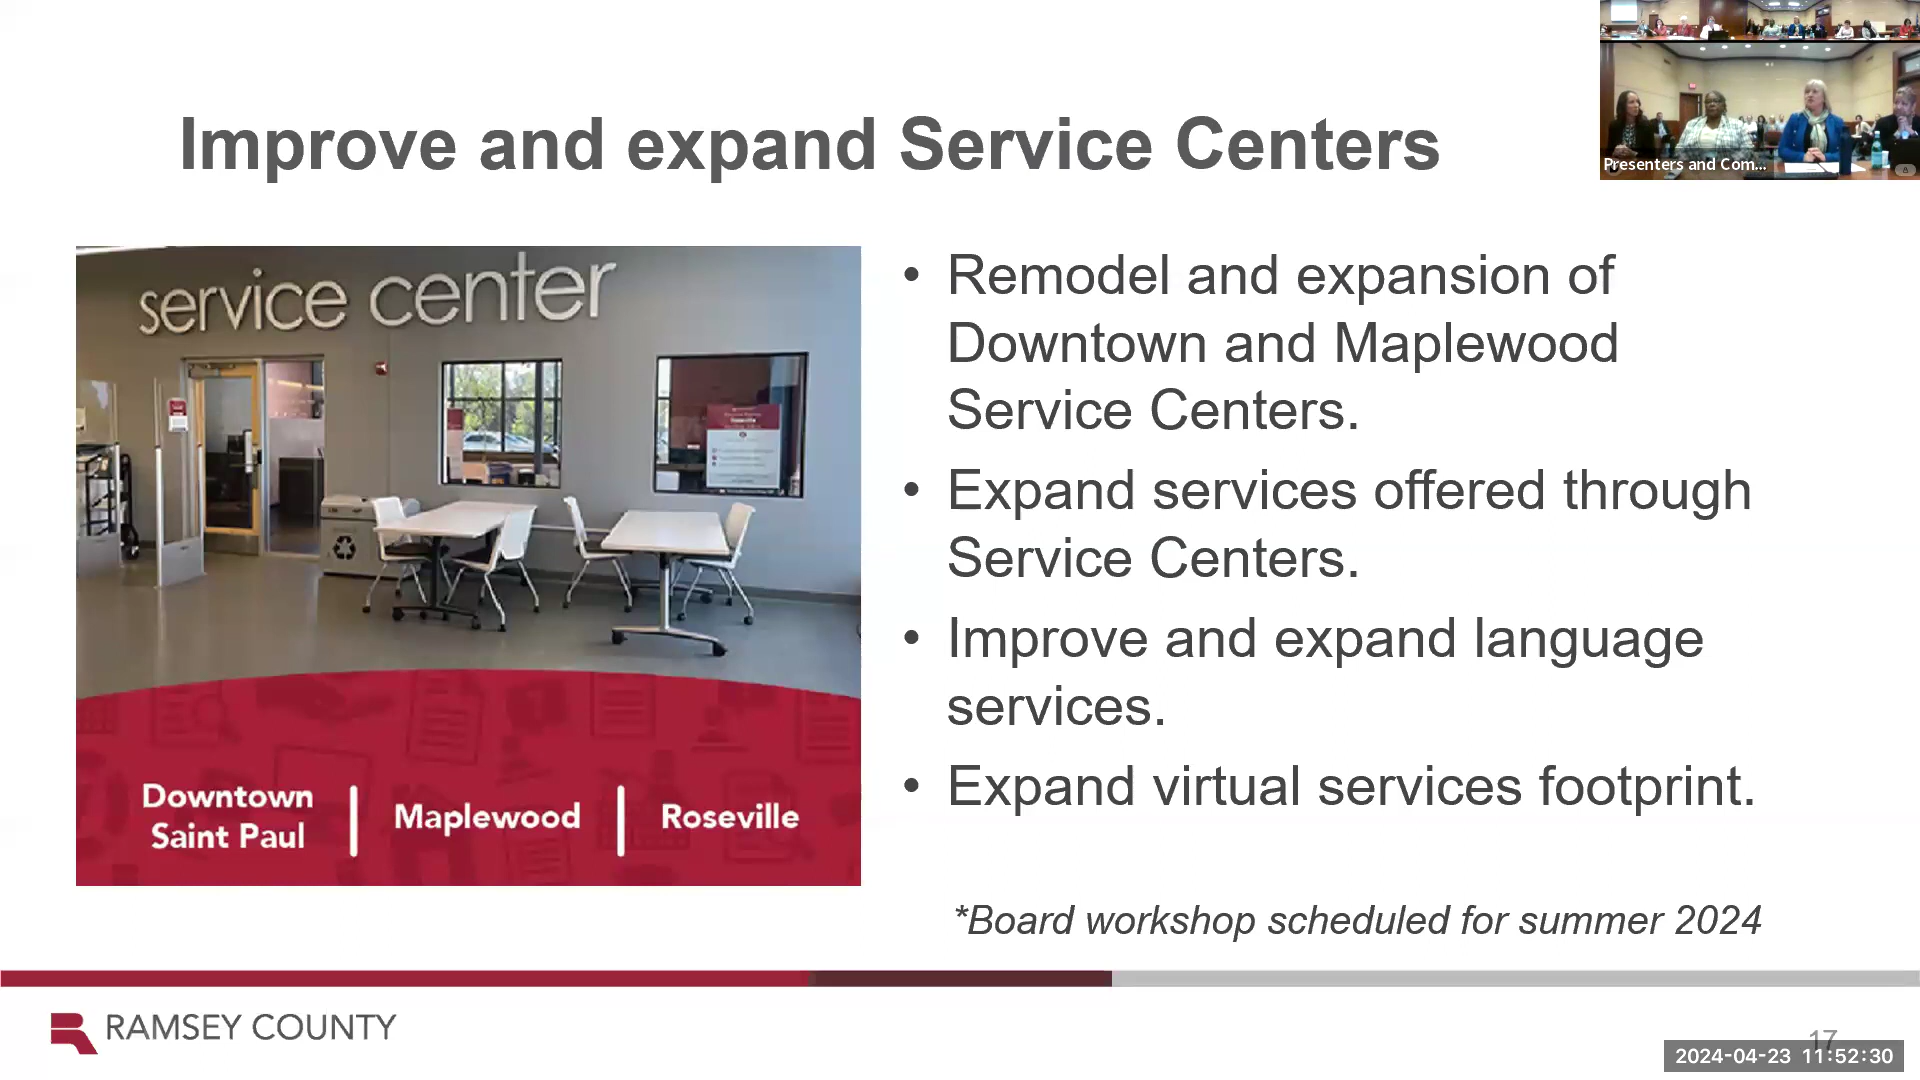 Presenters and Com...
Improve and expand Service Centers
service center
Downtown
Saint Paul
Maplewood
Roseville
• Remodel and expansion of
Downtown and Maplewood
Service Centers.
• Expand services offered through
Service Centers.
• Improve and expand language
services.
• Expand virtual services footprint.
*Board workshop scheduled for summer 2024
RAMSEY COUNTY
17
2024-04-23 11:52:30